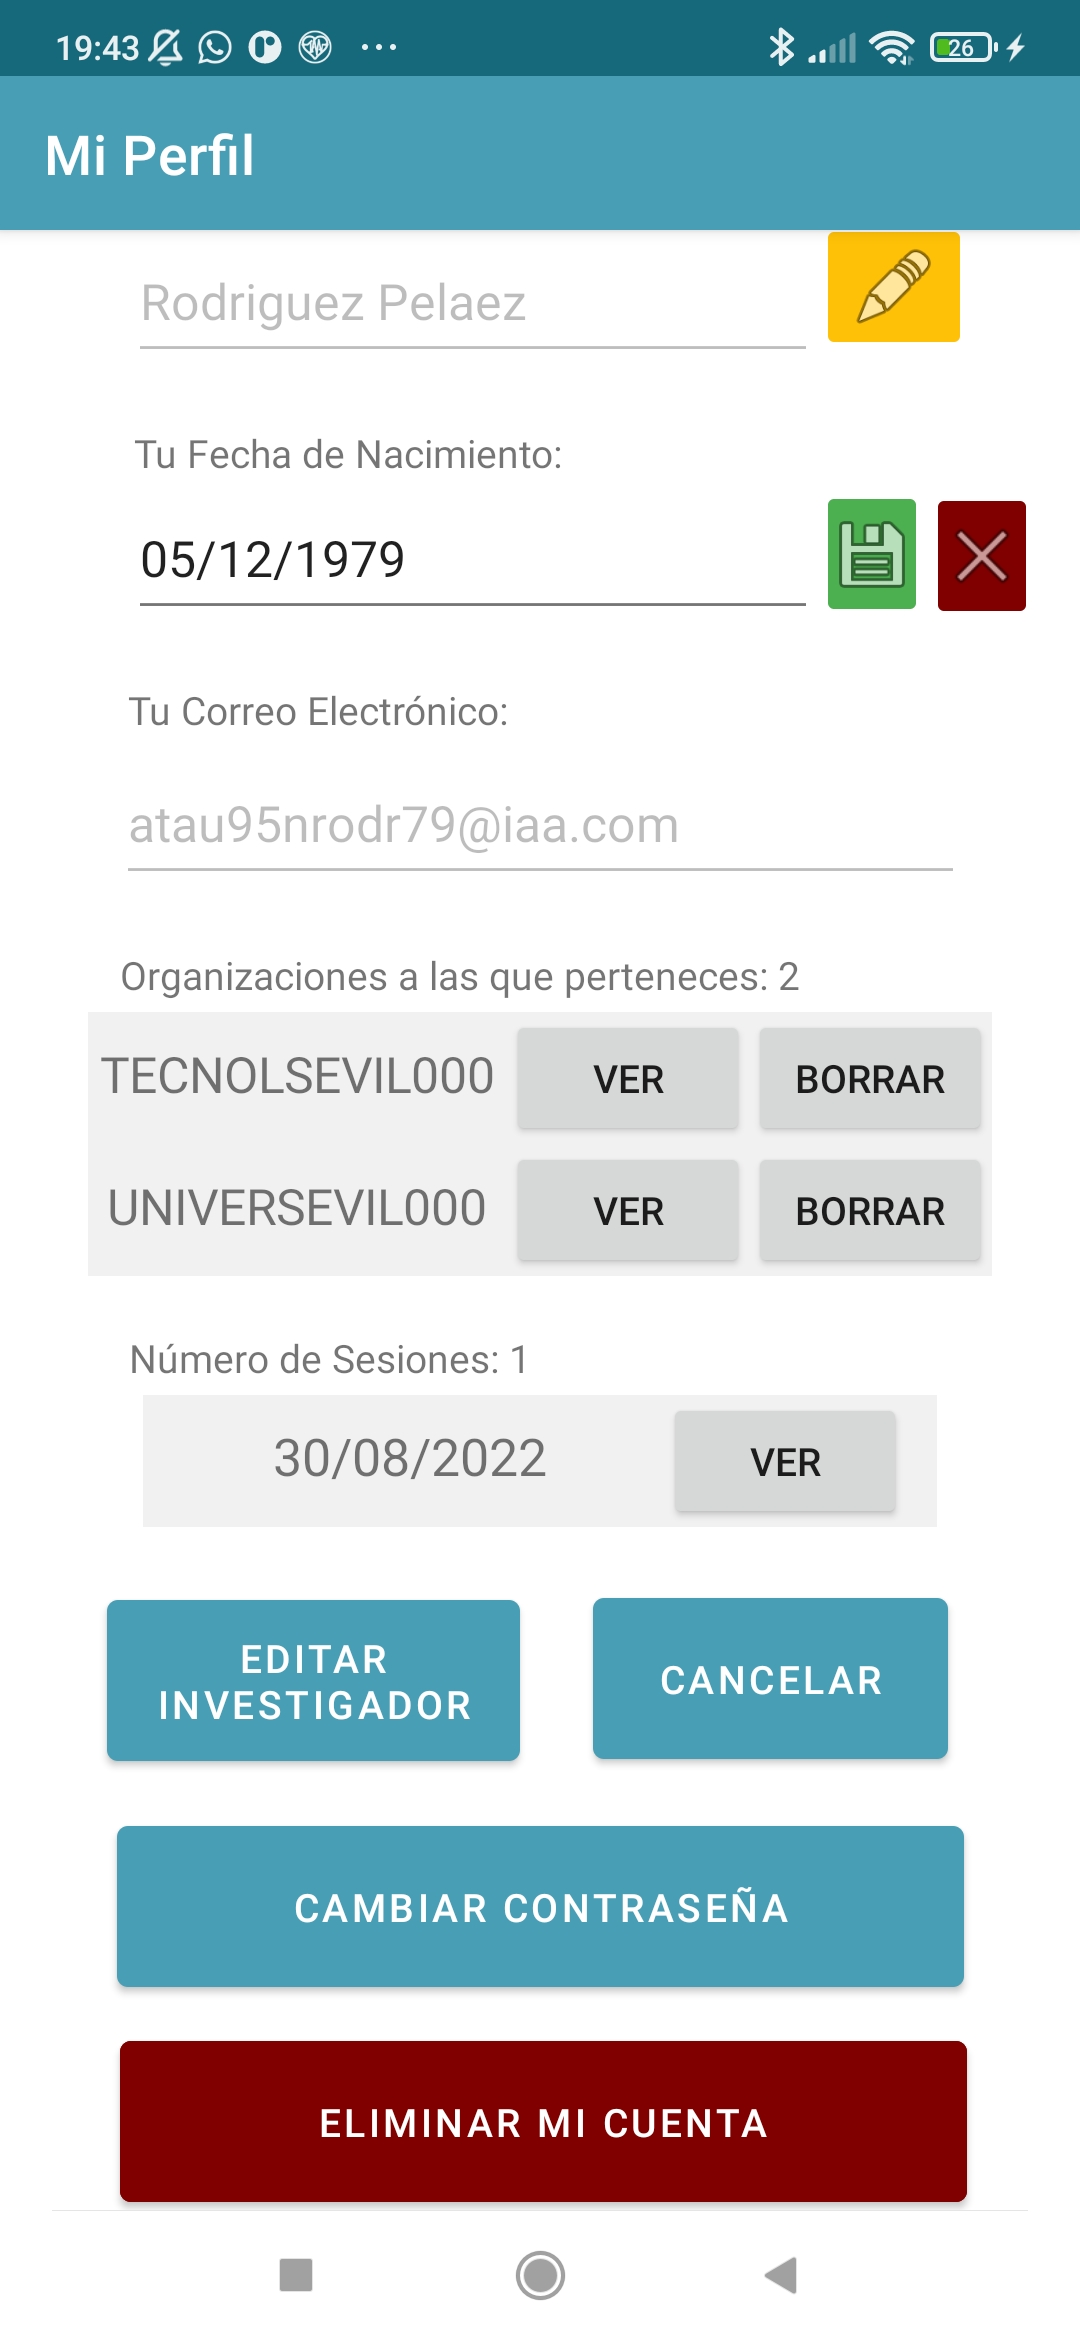 19:43
26
Mi Perfil
Rodriguez Pelaez
Tu Fecha de Nacimiento:
05/12/1979
Tu Correo Electrónico:
atau95nrodr79@iaa.com
Organizaciones a las que perteneces: 2
TECNOLSEVIL000 VER BORRAR
UNIVERSEVIL000 VER BORRAR
Número de Sesiones: 1
30/08/2022 VER
EDITAR
INVESTIGADOR
CANCELAR
CAMBIAR CONTRASEÑA
ELIMINAR MI CUENTA